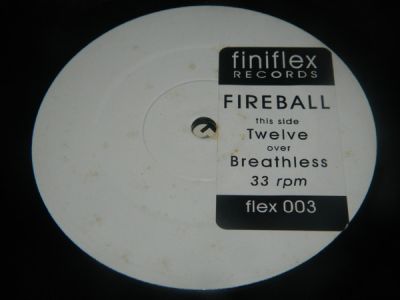 finiflex
RECORDS
FIREBALL
this side
Twelve
over
Breathless
33 rpm
flex 003